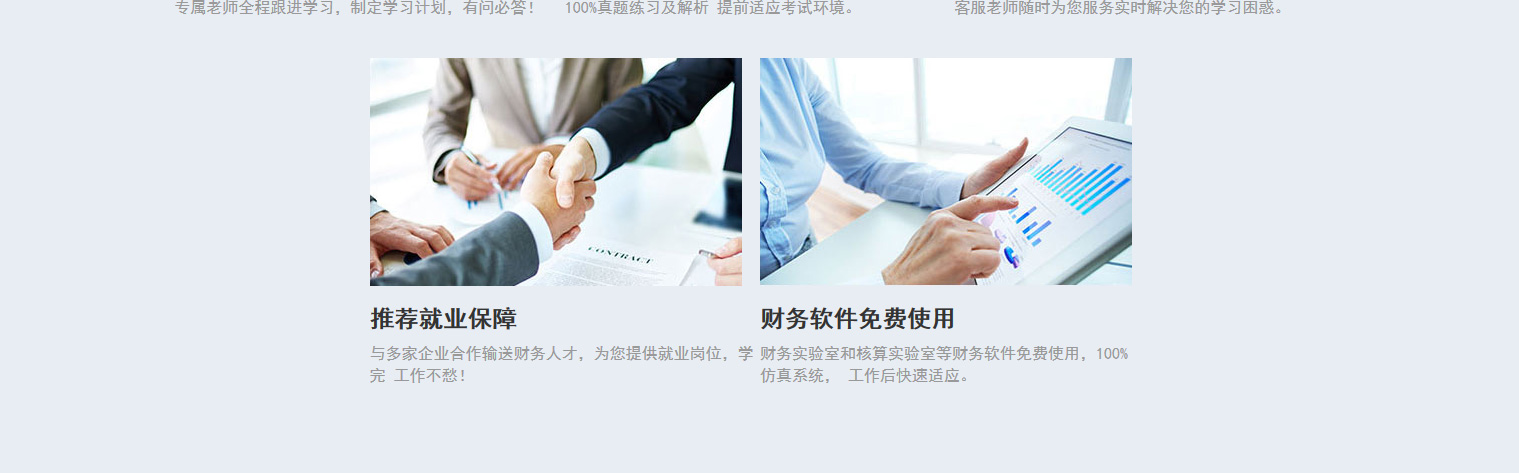 专属老师全程跟进学习，制定学习计划，有问必答！
100%真题练习及解析 提前适应考试环境。
客服老师随时为您服务实时解决您的学习困惑。
CONTRACT
推荐就业保障
与多家企业合作输送财务人才，为您提供就业岗位，学
完 工作不愁！
财务软件免费使用
财务实验室和核算实验室等财务软件免费使用，100%
仿真系统， 工作后快速适应。